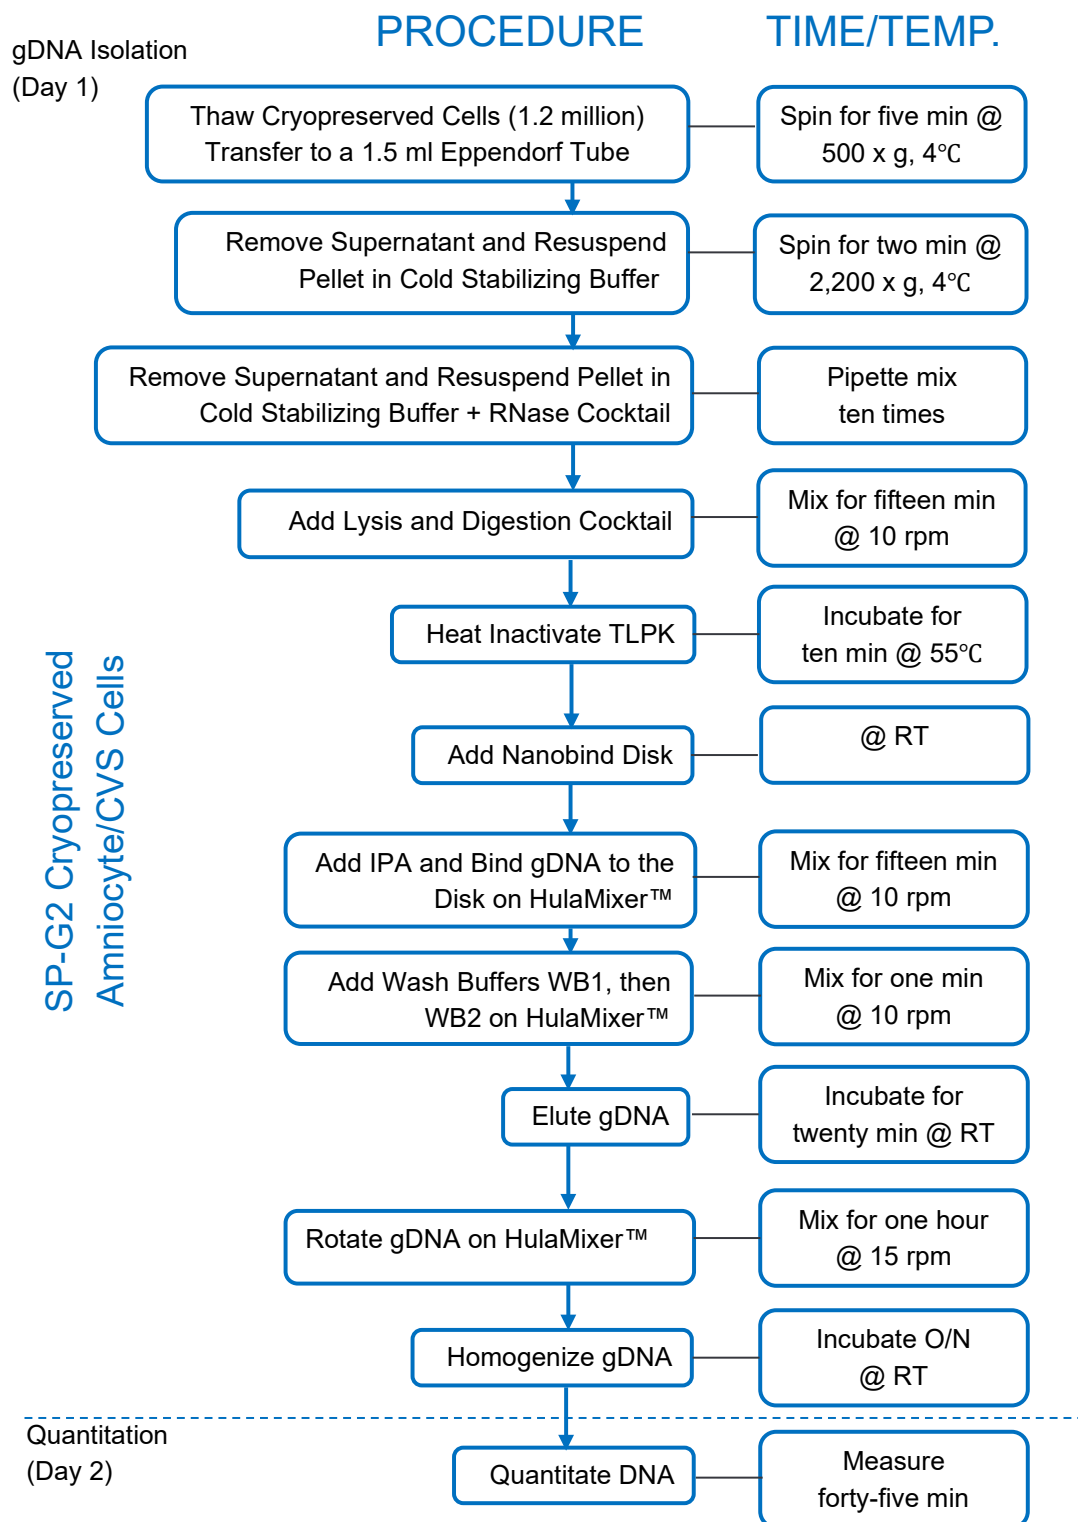 PROCEDURE
TIME/TEMP.
gDNA Isolation
(Day 1)
Thaw Cryopreserved Cells (1.2 million)
Transfer to a 1.5 ml Eppendorf Tube
Spin for five min @
500 x g, 4℃
Remove Supernatant and Resuspend
Pellet in Cold Stabilizing Buffer
Spin for two min @
2,200 x g, 4℃
Remove Supernatant and Resuspend Pellet in
Cold Stabilizing Buffer + RNase Cocktail
Pipette mix
ten times
Add Lysis and Digestion Cocktail
Mix for fifteen min
@ 10 rpm
Heat Inactivate TLPK
Incubate for
ten min @ 55℃
Add Nanobind Disk
@ RT
Add IPA and Bind gDNA to the
Disk on HulaMixer™
Mix for fifteen min
@ 10 rpm
Add Wash Buffers WB1, then
WB2 on HulaMixer™
Mix for one min
@ 10 rpm
Elute gDNA
Incubate for
twenty min @ RT
Rotate gDNA on HulaMixer™
Mix for one hour
@ 15 rpm
Homogenize gDNA
Incubate O/N
@ RT
SP-G2 Cryopreserved
Amniocyte/CVS Cells
Quantitation
(Day 2)
Quantitate DNA
Measure
forty-five min